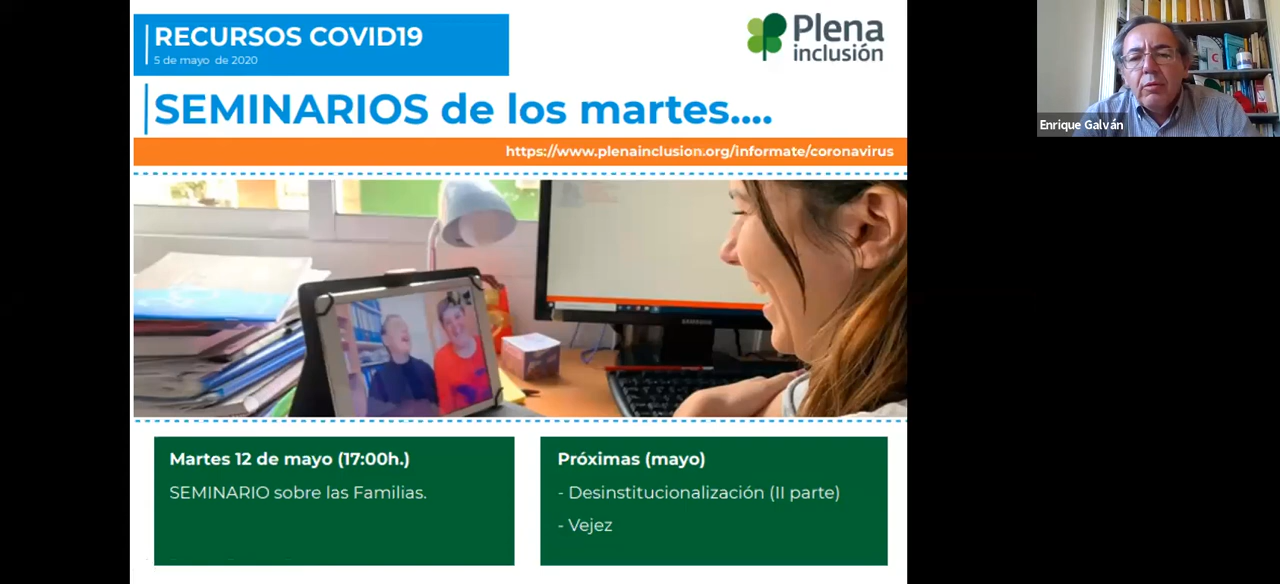 RECURSOS COVID19
5 de mayo de 2020
Plena
inclusión
SEMINARIOS de los martes....
https://www.plenainclusion.org/informate/coronavirus
Enrique Galván
SAMSUNG
Martes 12 de mayo (17:00h.)
SEMINARIO sobre las Familias.
Próximas (mayo)
- Desinstitucionalización (II parte)
- Vejez